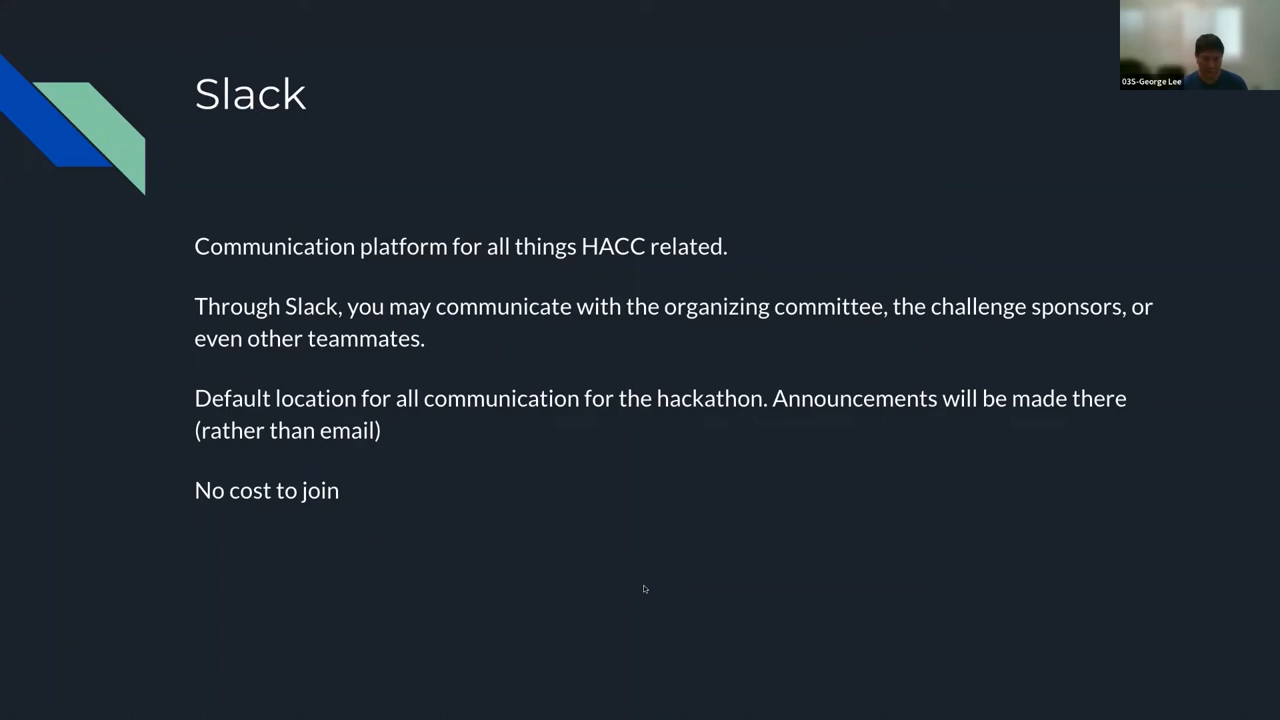 Slack
03S-George Lee
Communication platform for all things HACC related.
Through Slack, you may communicate with the organizing committee, the challenge sponsors, or
even other teammates.
Default location for all communication for the hackathon. Announcements will be made there
(rather than email)
No cost to join